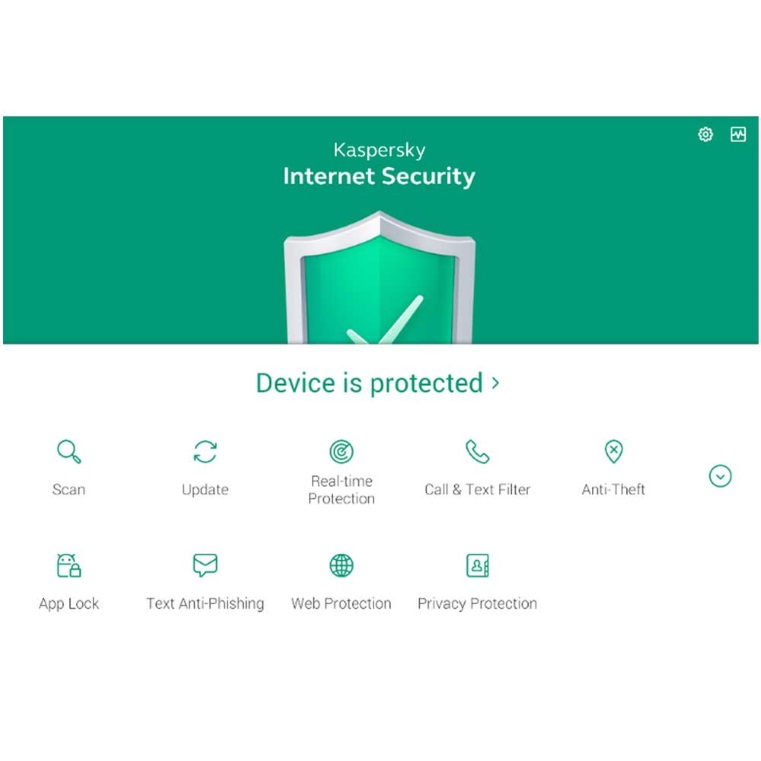 Kaspersky
Internet Security
Device is protected
Scan
Update
Real-time
Protection
Call & Text Filter
Anti-Theft
App Lock
Text Anti-Phishing
Web Protection
Privacy Protection